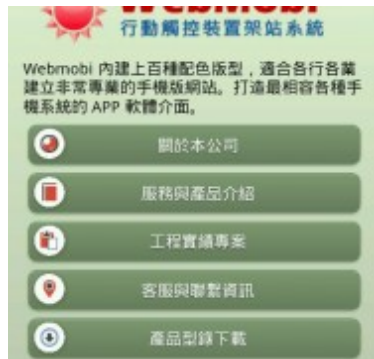 Webmobi
行動觸控裝置架站系統
Webmobi 內建上百種配色版型，適合各行各業
建立非常專業的手機版網站。打造最相容各種手
機系統的 APP 軟體介面。
關於本公司
服務與產品介紹
工程實績專案
客服與聯繫資訊
產品型錄下載